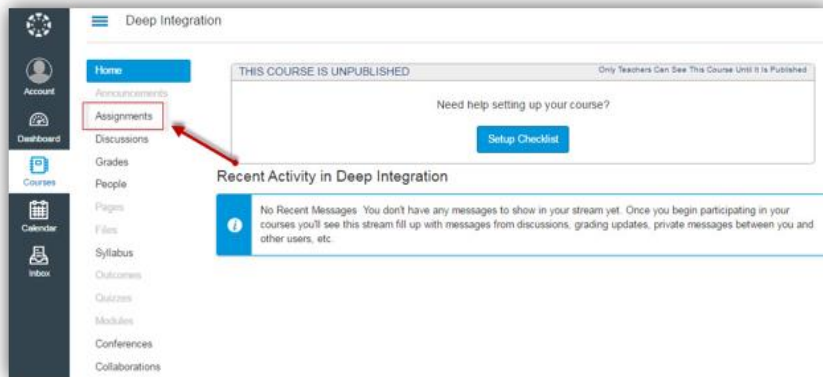 Deep Integration
Account
Dashboard
Courses
Calendar
Inbox
Home
Announcements
Assignments
Discussions
Grades
People
Pages
Files
Syllabus
Outcomes
Quizzes
Modules
Conferences
Collaborations
THIS COURSE IS UNPUBLISHED
Only Teachers Can See This Course Until It Is Published
Need help setting up your course?
Setup Checklist
Recent Activity in Deep Integration
No Recent Messages You don't have any messages to show in your stream yet. Once you begin participating in your
courses you'll see this stream fill up with messages from discussions, grading updates, private messages between you and
other users, etc.